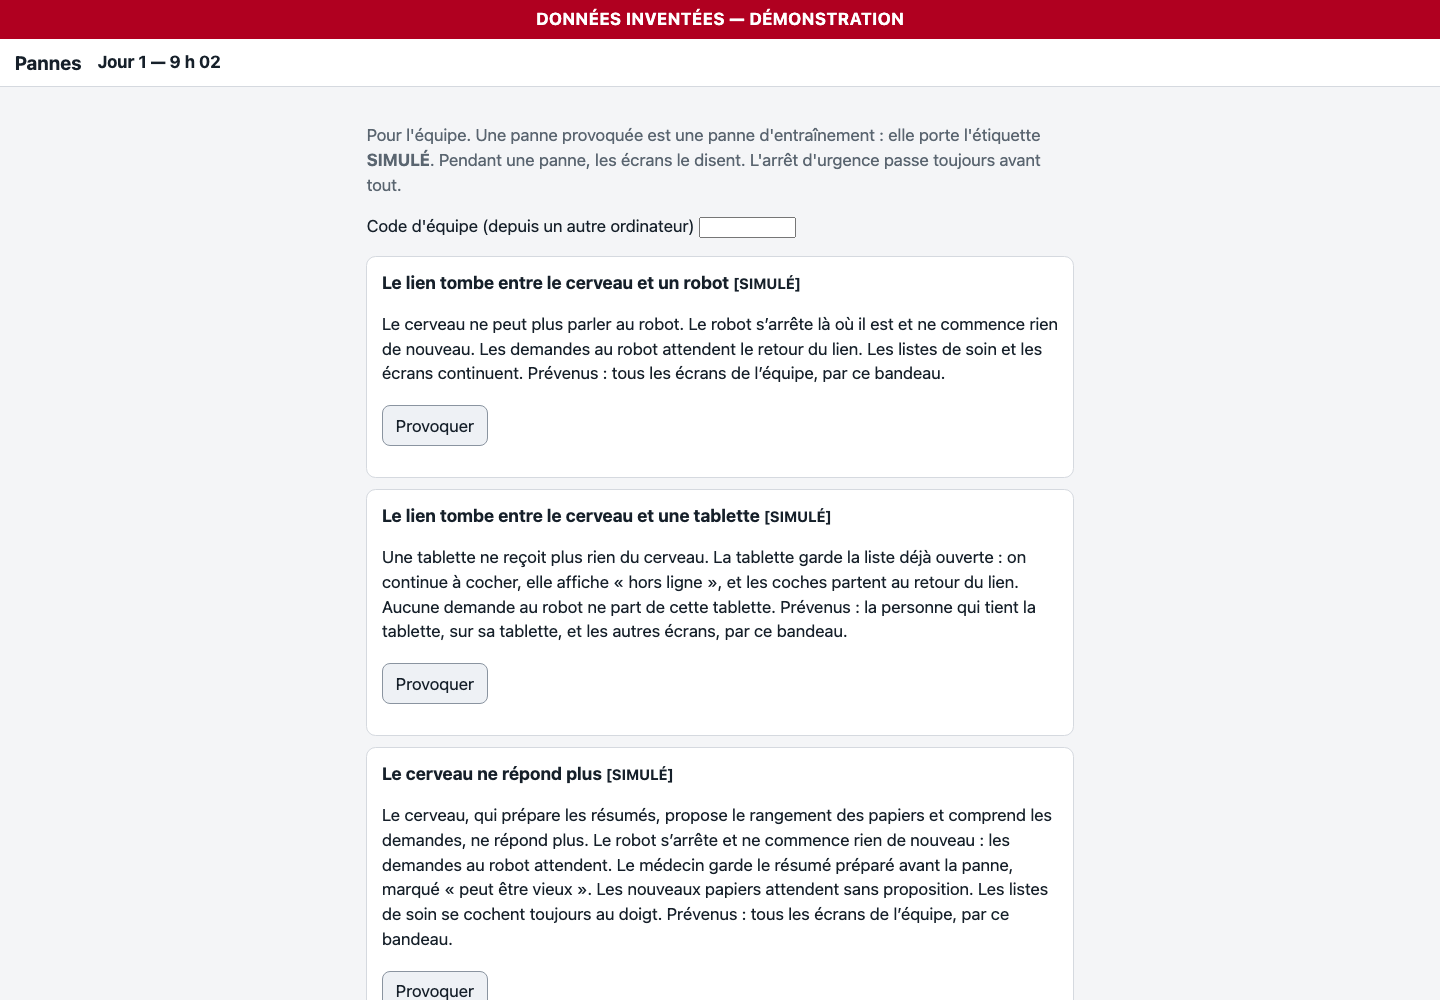 DONNÉES INVENTÉES — DÉMONSTRATION
Pannes Jour 1 — 9 h 02
Pour l'équipe. Une panne provoquée est une panne d'entraînement : elle porte l'étiquette
SIMULÉ. Pendant une panne, les écrans le disent. L'arrêt d'urgence passe toujours avant
tout.
Code d'équipe (depuis un autre ordinateur)
Le lien tombe entre le cerveau et un robot [SIMULÉ]
Le cerveau ne peut plus parler au robot. Le robot s’arrête là où il est et ne commence rien
de nouveau. Les demandes au robot attendent le retour du lien. Les listes de soin et les
écrans continuent. Prévenus : tous les écrans de l’équipe, par ce bandeau.
Provoquer
Le lien tombe entre le cerveau et une tablette [SIMULÉ]
Une tablette ne reçoit plus rien du cerveau. La tablette garde la liste déjà ouverte : on
continue à cocher, elle affiche « hors ligne », et les coches partent au retour du lien.
Aucune demande au robot ne part de cette tablette. Prévenus : la personne qui tient la
tablette, sur sa tablette, et les autres écrans, par ce bandeau.
Provoquer
Le cerveau ne répond plus [SIMULÉ]
Le cerveau, qui prépare les résumés, propose le rangement des papiers et comprend les
demandes, ne répond plus. Le robot s’arrête et ne commence rien de nouveau : les
demandes au robot attendent. Le médecin garde le résumé préparé avant la panne,
marqué « peut être vieux ». Les nouveaux papiers attendent sans proposition. Les listes
de soin se cochent toujours au doigt. Prévenus : tous les écrans de l’équipe, par ce
bandeau.
Provoquer